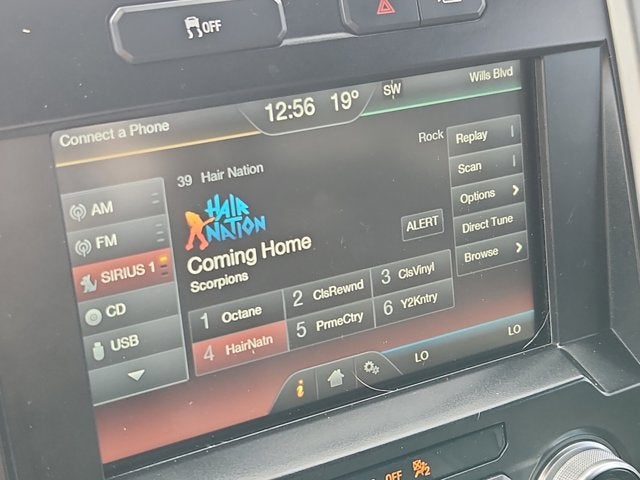 OFF
Connect a Phone
12:56 19°
SW
Wills Blvd
39 Hair Nation
Rock
HAIR
NATION
Coming Home
Scorpions
ALERT
AM
FM
SIRIUS 1
CD
USB
Replay
Scan
Options
Direct Tune
Browse
1 Octane
2 ClsRewnd
3 ClsVinyl
4 HairNatn
5 PrmeCtry
6 Y2Kntry
i
LO
LO
OFF
2